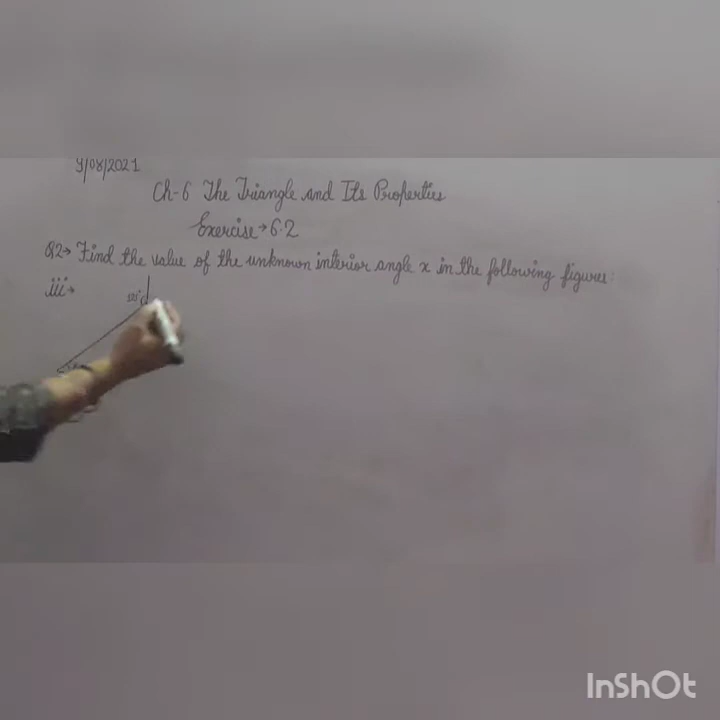 9/08/2021
Ch-6 The Triangle and Its Properties
Exercise → 6.2
Q2→ Find the value of the unknown interior angle x in the following figures:
iii→
InShOt